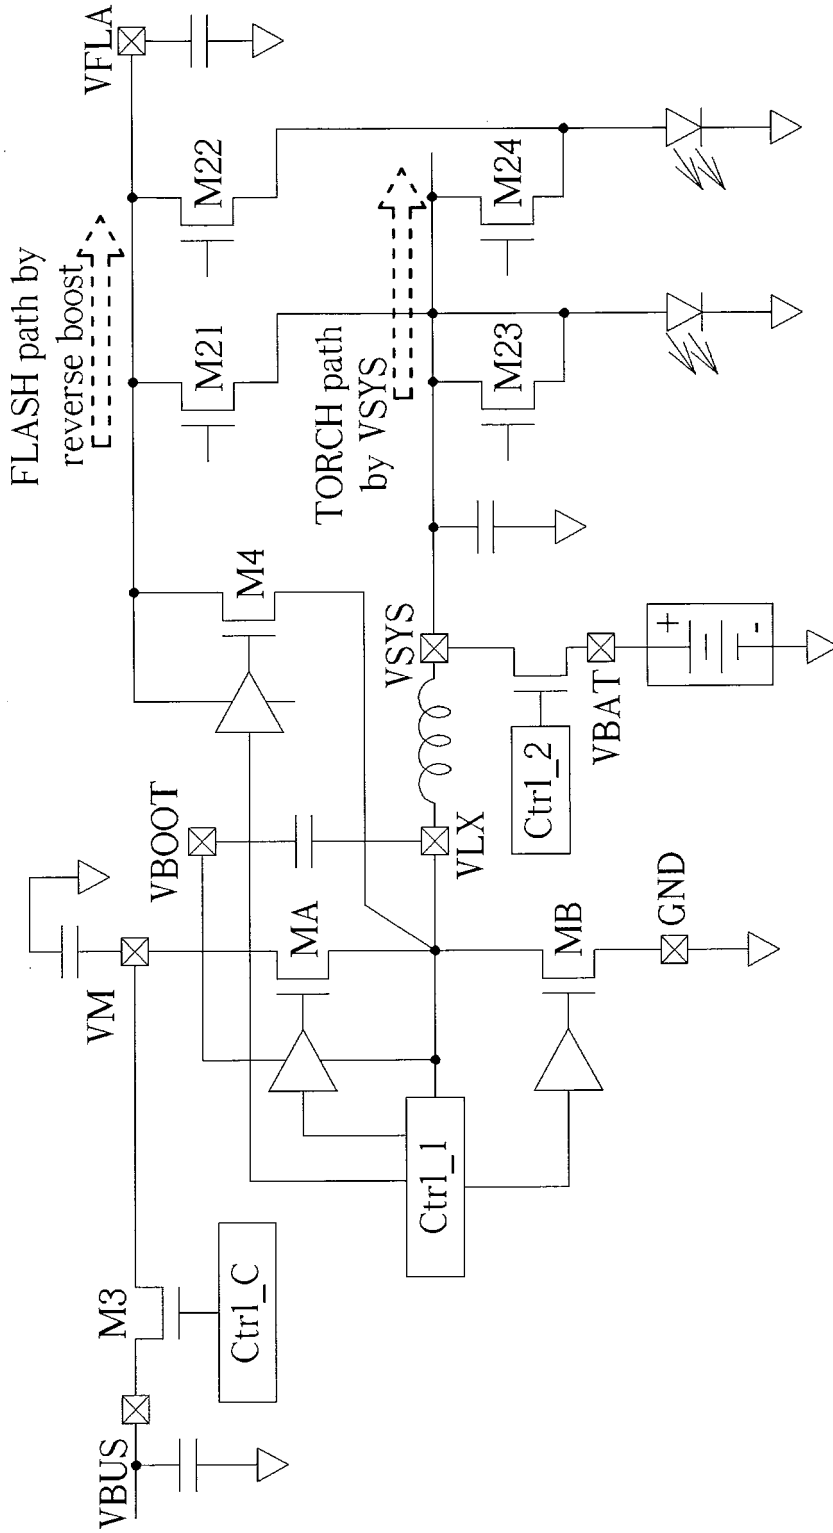 FLASH path by
reverse boost
VFLA
M21
M22
TORCH path
by VSYS
M23
M24
M4
VSYS
VBOOT
VM
MA
VLX
M3
VBUS
Ctrl_C
Ctrl_1
Ctrl_2
MB
GND
VBAT
+
-